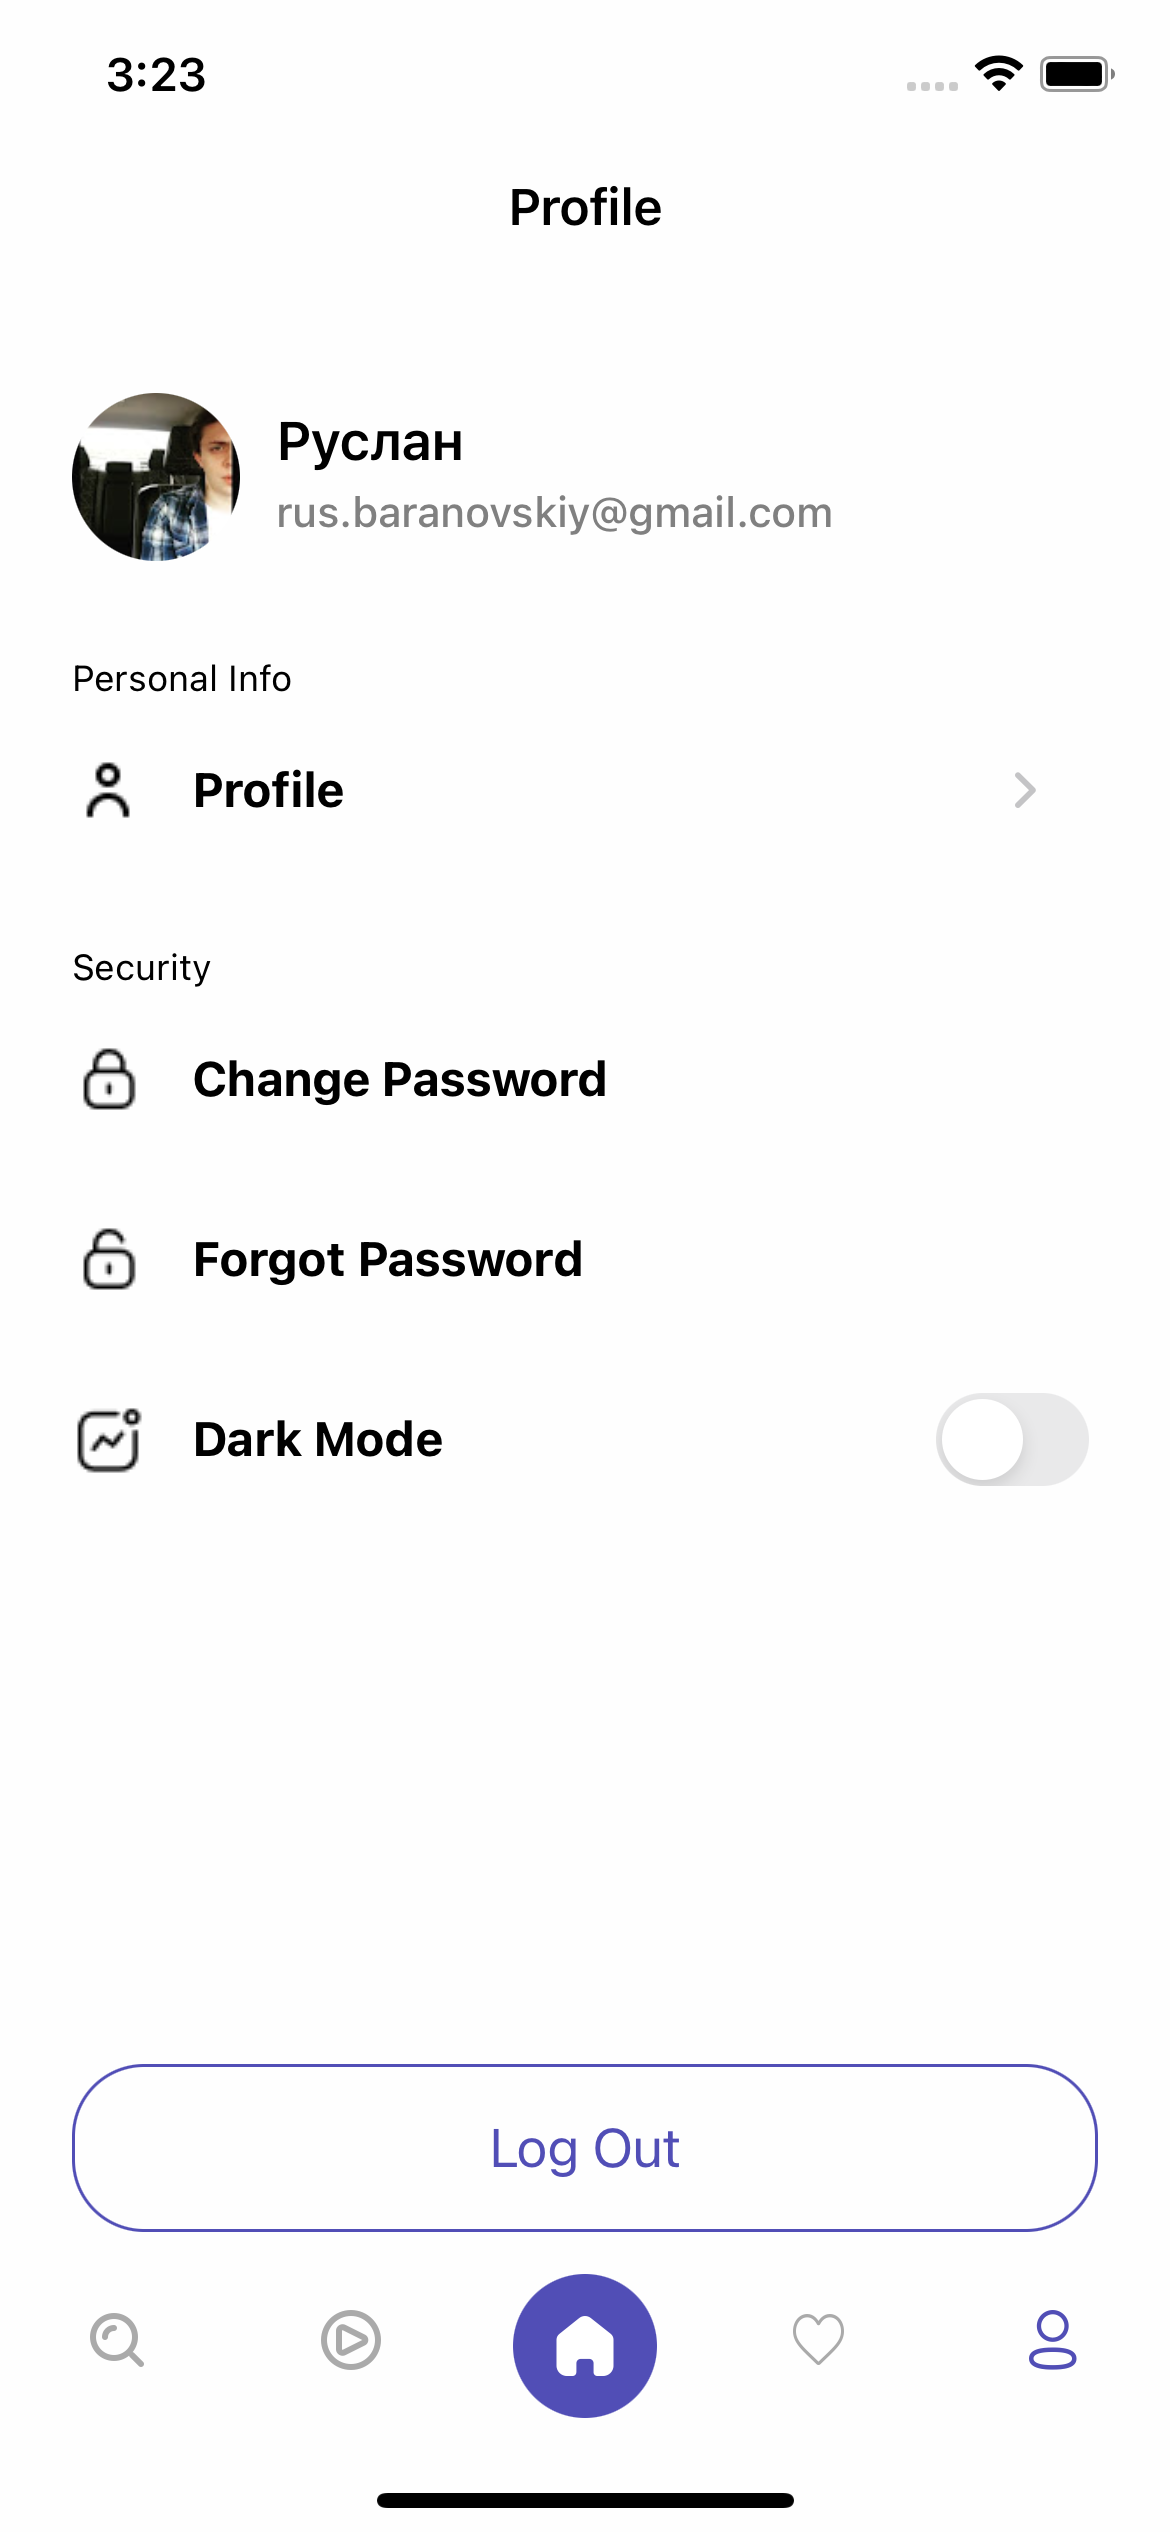 3:23
Profile
Руслан
rus.baranovskiy@gmail.com
Personal Info
Profile
Security
Change Password
Forgot Password
Dark Mode
Log Out